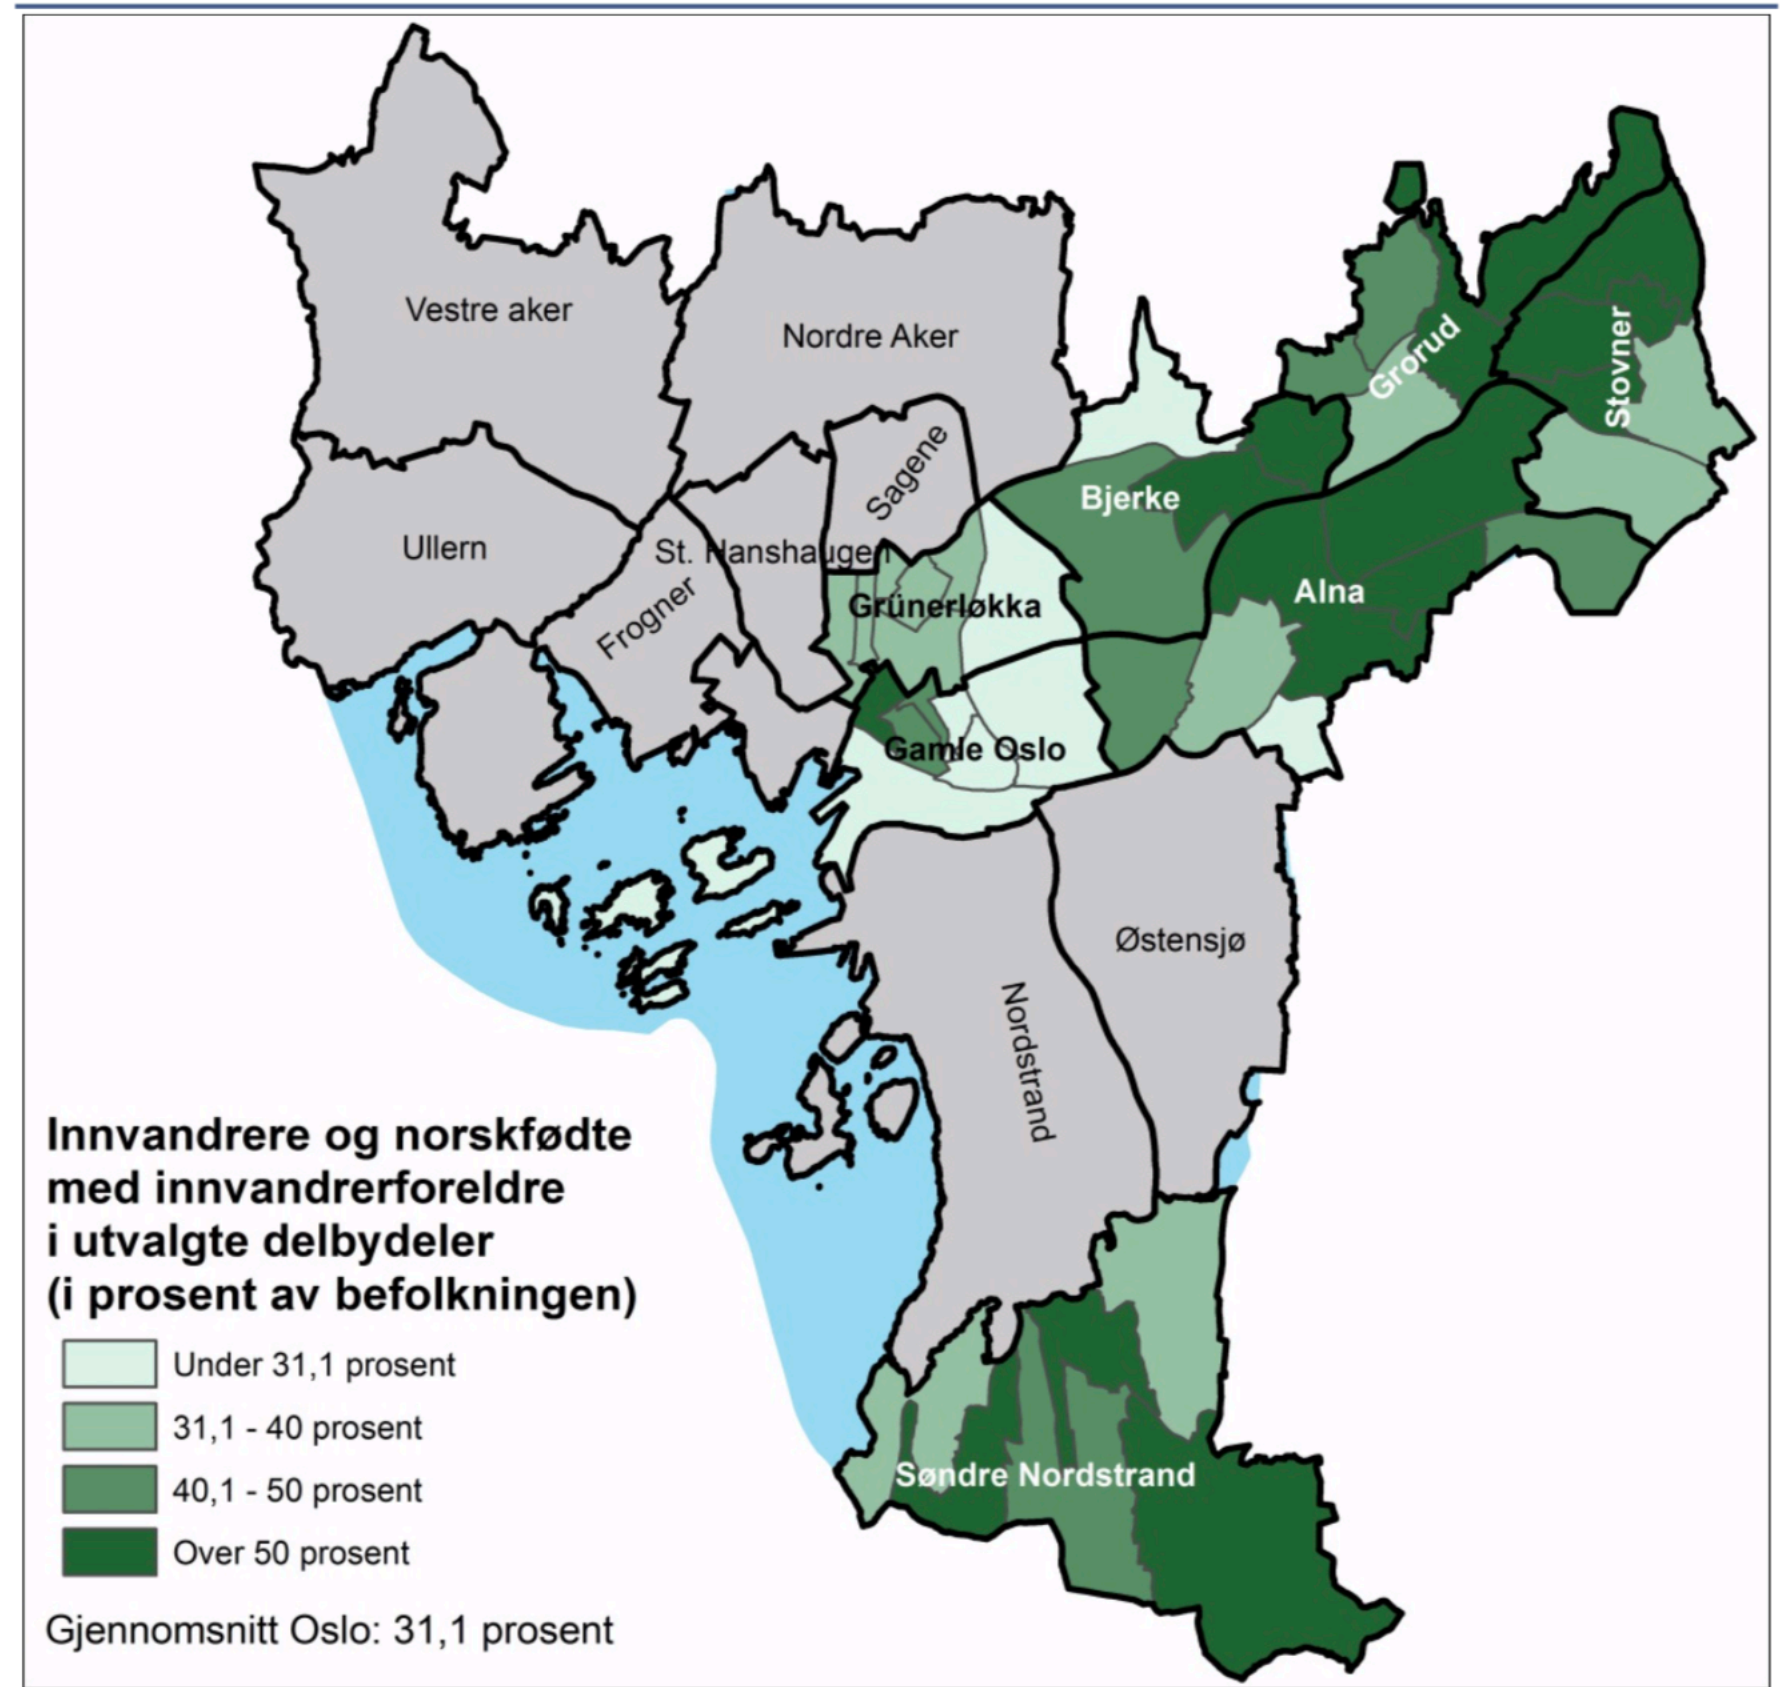 Vestre aker
Nordre Aker
Sagene
Ullern
St. Hanshaugen
Frogner
Grünerløkka
Bjerke
Grorud
Stovner
Alna
Gamle Oslo
Østensjø
Nordstrand
Søndre Nordstrand
Innvandrere og norskfødte
med innvandrerforeldre
i utvalgte delbydeler
(i prosent av befolkningen)
Under 31,1 prosent
31,1 - 40 prosent
40,1 - 50 prosent
Over 50 prosent
Gjennomsnitt Oslo: 31,1 prosent